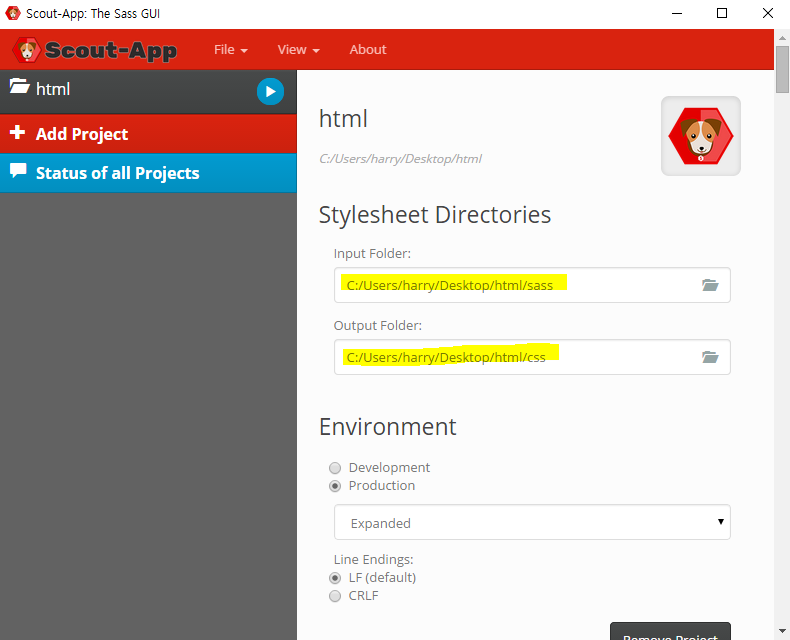 Scout-App: The Sass GUI
Scout-App
File
View
About
html
Add Project
Status of all Projects
html
C:/Users/harry/Desktop/html
Stylesheet Directories
Input Folder:
C:/Users/harry/Desktop/html/sass
Output Folder:
C:/Users/harry/Desktop/html/css
Environment
Development
Production
Expanded
Line Endings:
LF (default)
CRLF
Remove Project